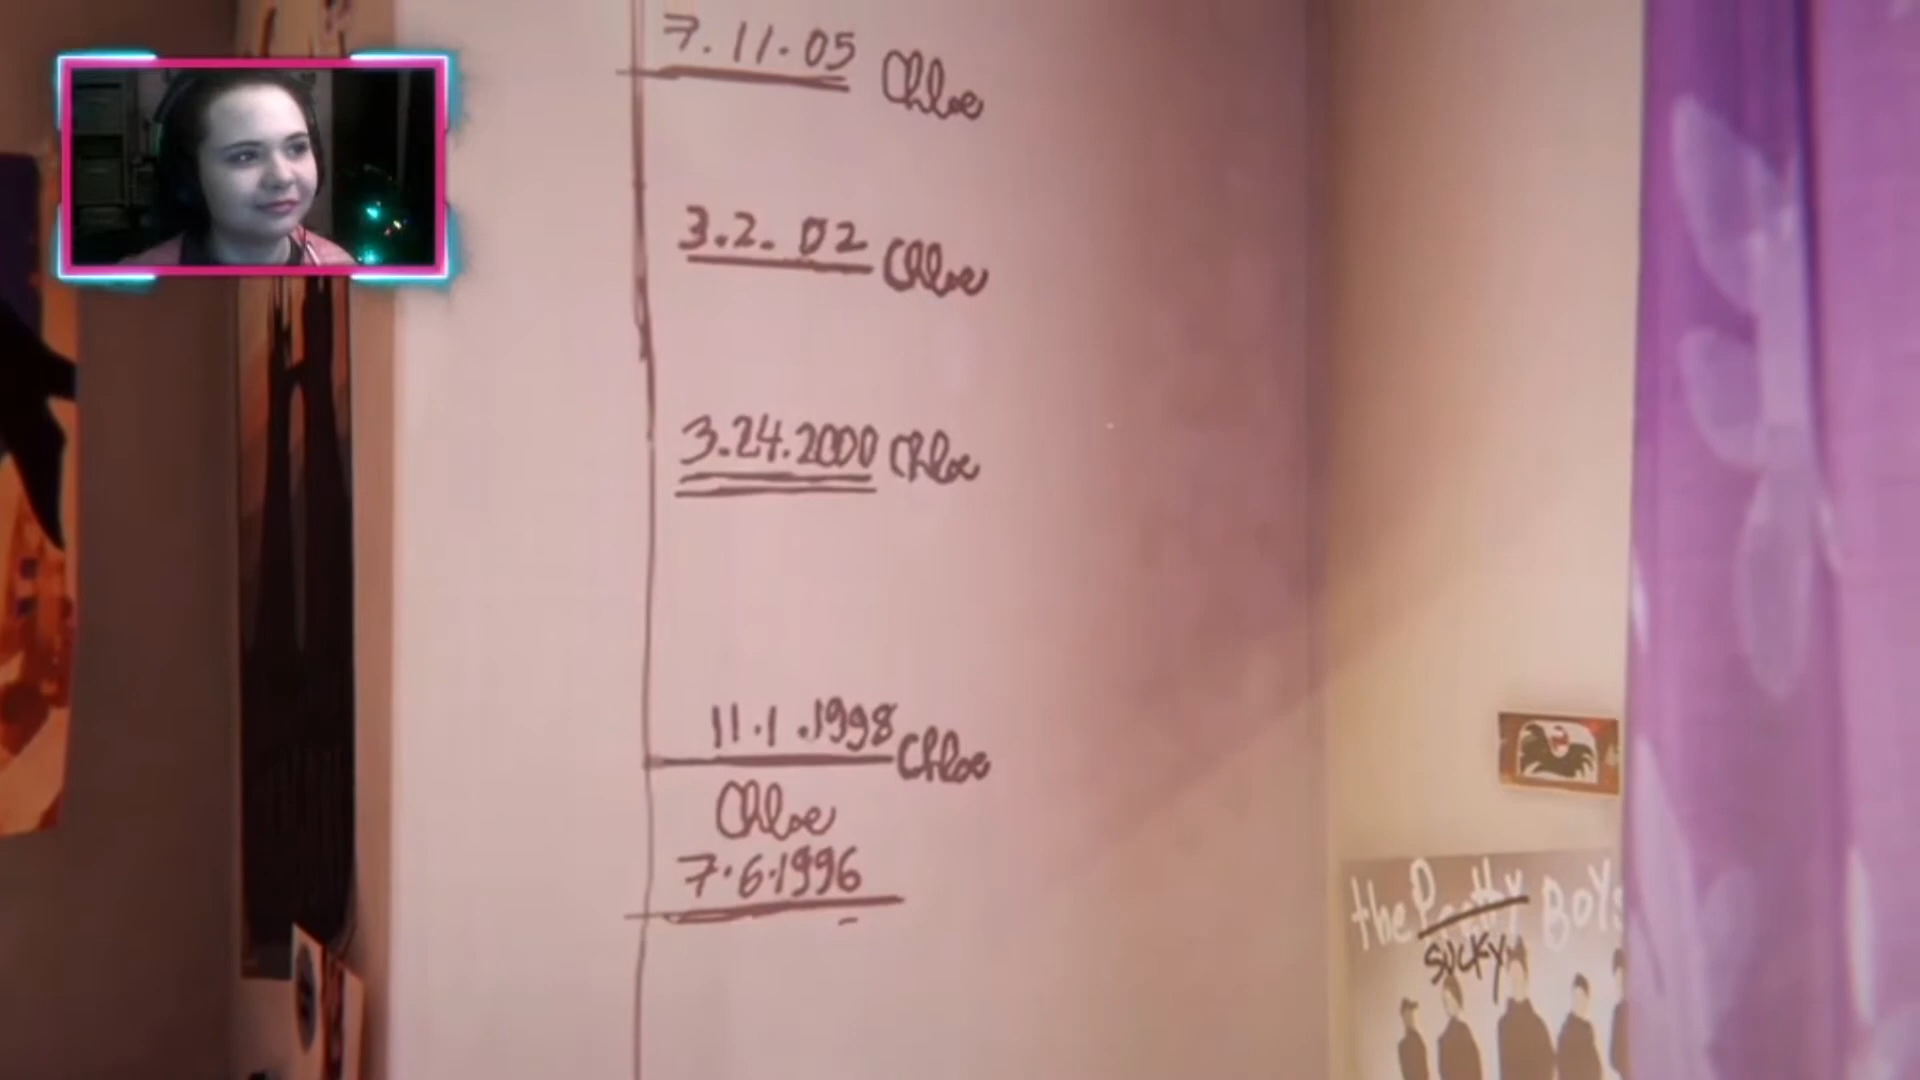 7.11.05 Chloe
3.2.02 Chloe
3.24.2000 Chloe
11.1.1998 Chloe
Chloe
7.6.1996
the Pretty Boys
SUCKY